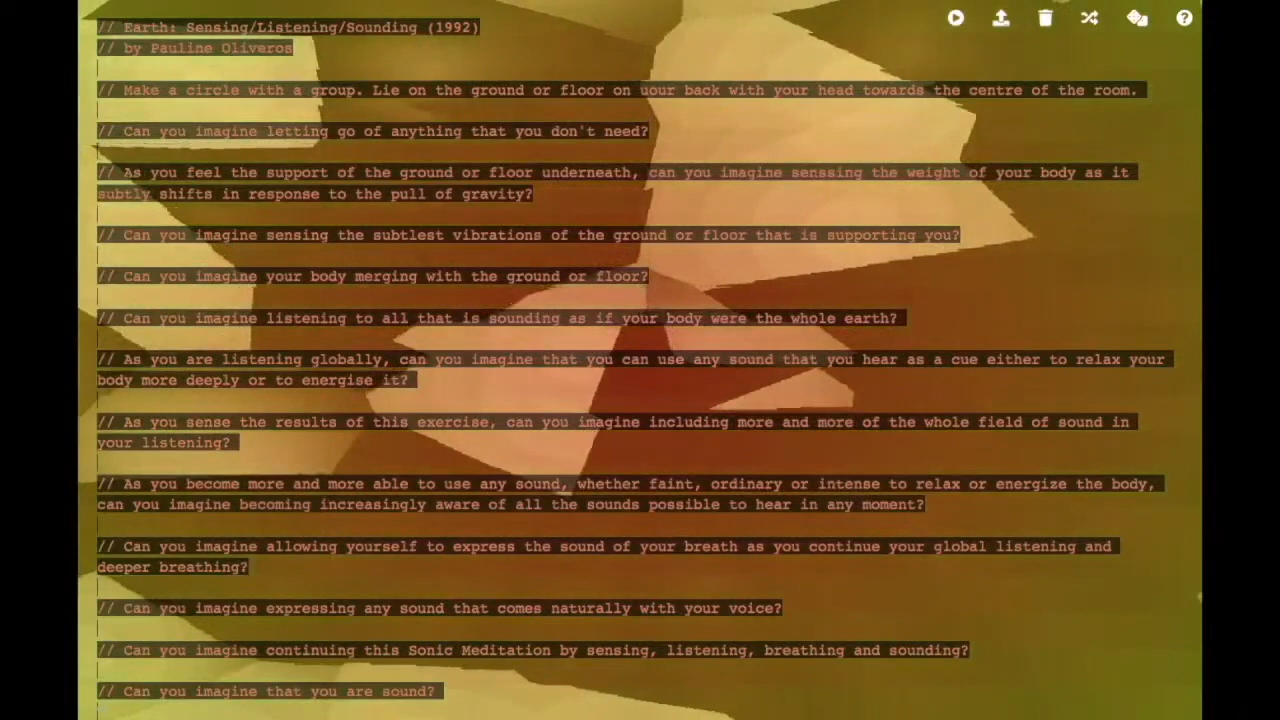 // Earth: Sensing/Listening/Sounding (1992)
// by Pauline Oliveros
// Make a circle with a group. Lie on the ground or floor on uour back with your head towards the centre of the room.
// Can you imagine letting go of anything that you don't need?
// As you feel the support of the ground or floor underneath, can you imagine senssing the weight of your body as it
subtly shifts in response to the pull of gravity?
// Can you imagine sensing the subtlest vibrations of the ground or floor that is supporting you?
// Can you imagine your body merging with the ground or floor?
// Can you imagine listening to all that is sounding as if your body were the whole earth?
// As you are listening globally, can you imagine that you can use any sound that you hear as a cue either to relax your
body more deeply or to energise it?
// As you sense the results of this exercise, can you imagine including more and more of the whole field of sound in
your listening?
// As you become more and more able to use any sound, whether faint, ordinary or intense to relax or energize the body,
can you imagine becoming increasingly aware of all the sounds possible to hear in any moment?
// Can you imagine allowing yourself to express the sound of your breath as you continue your global listening and
deeper breathing?
// Can you imagine expressing any sound that comes naturally with your voice?
// Can you imagine continuing this Sonic Meditation by sensing, listening, breathing and sounding?
// Can you imagine that you are sound?